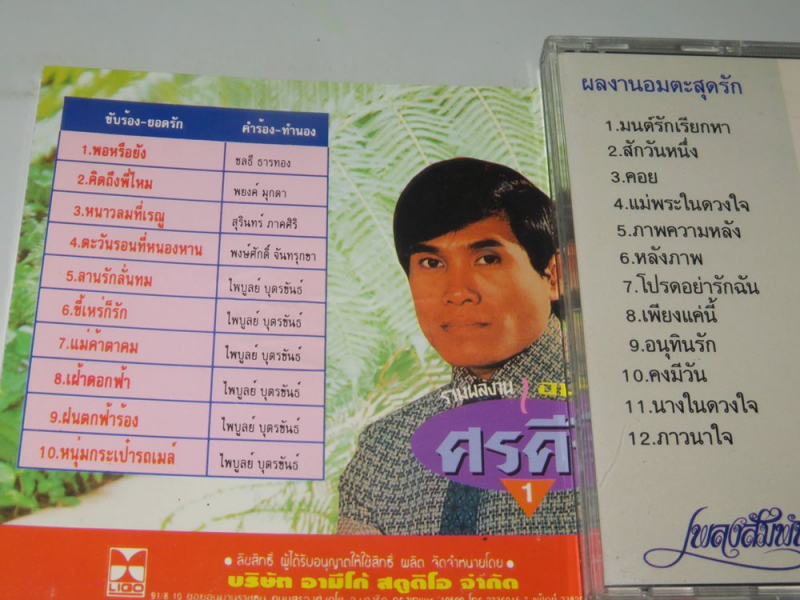 ขับร้อง-ยอดรัก คำร้อง-ทำนอง
1.พอหรือยัง ชลธี ธารทอง
2.คิดถึงพี่ไหม พยงค์ มุกดา
3.หนาวลมที่เรณู สุรินทร์ ภาคศิริ
4.ตะวันรอนที่หนองหาน พงษ์ศักดิ์ จันทรุกขา
5.ลานรักลั่นทม ไพบูลย์ บุตรขันธ์
6.ขี้เหร่ก็รัก ไพบูลย์ บุตรขันธ์
7.แม่ค้าตาคม ไพบูลย์ บุตรขันธ์
8.เฝ้าดอกฟ้า ไพบูลย์ บุตรขันธ์
9.ฝนตกฟ้าร้อง ไพบูลย์ บุตรขันธ์
10.หนุ่มกระเป๋ารถเมล์ ไพบูลย์ บุตรขันธ์
รวมผลงาน
ศรคี
1
• ลิขสิทธิ์ ผู้ได้รับอนุญาตให้ใช้สิทธิ์ ผลิต จัดจำหน่ายโดย •
บริษัท อามีโก้ สตูดิโอ จำกัด
ผลงานอมตะสุดรัก
1.มนต์รักเรียกหา
2.สักวันหนึ่ง
3.คอย
4.แม่พระในดวงใจ
5.ภาพความหลัง
6.หลังภาพ
7.โปรดอย่ารักฉัน
8.เพียงแค่นี้
9.อนุทินรัก
10.คงมีวัน
11.นางในดวงใจ
12.ภาวนาใจ
เพลงสัมพัน